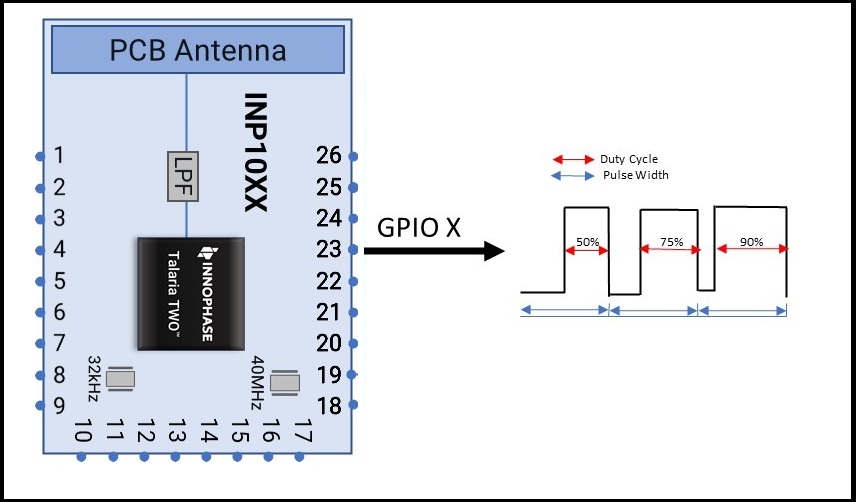 PCB Antenna
INP10XX
LPF
INNOPHASE
Talaria TWO™
32kHz
40MHz
1
2
3
4
5
6
7
8
9
10
11
12
13
14
15
16
17
26
25
24
23
22
21
20
19
18
GPIO X
Duty Cycle
Pulse Width
50%
75%
90%